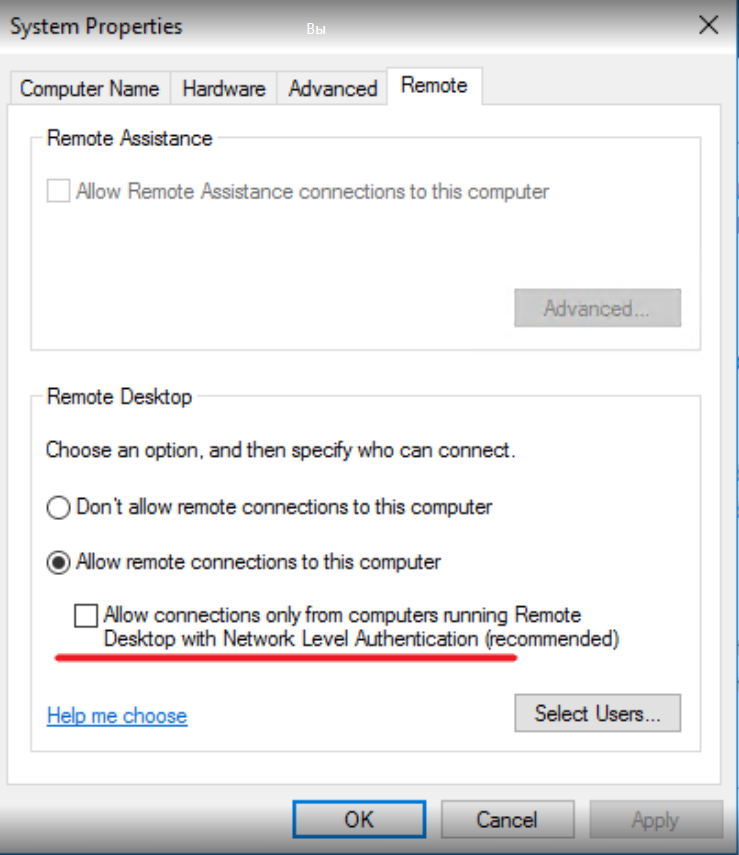 System Properties
Вы
Computer Name
Hardware
Advanced
Remote
Remote Assistance
Allow Remote Assistance connections to this computer
Advanced...
Remote Desktop
Choose an option, and then specify who can connect.
Don't allow remote connections to this computer
Allow remote connections to this computer
Allow connections only from computers running Remote
Desktop with Network Level Authentication (recommended)
Help me choose
Select Users...
OK
Cancel
Apply